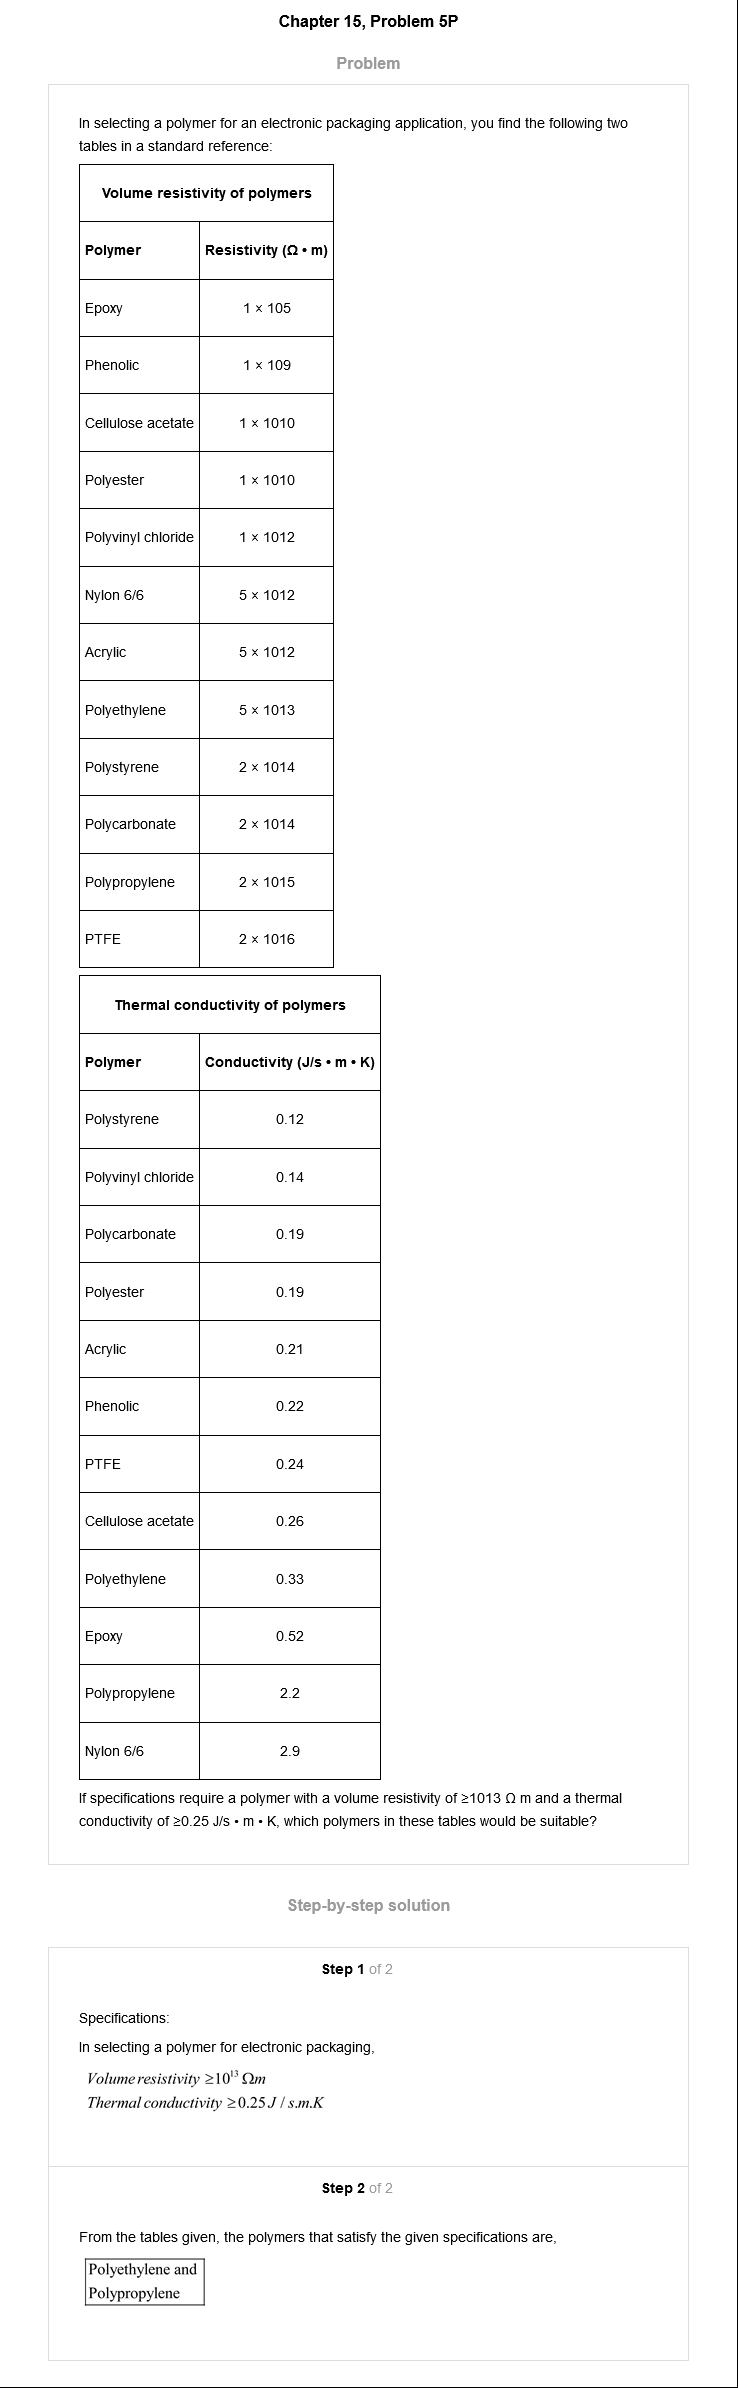 Chapter 15, Problem 5P
Problem
In selecting a polymer for an electronic packaging application, you find the following two
tables in a standard reference:
Volume resistivity of polymers
Polymer Resistivity (Ω • m)
Epoxy 1 × 105
Phenolic 1 × 109
Cellulose acetate 1 × 1010
Polyester 1 × 1010
Polyvinyl chloride 1 × 1012
Nylon 6/6 5 × 1012
Acrylic 5 × 1012
Polyethylene 5 × 1013
Polystyrene 2 × 1014
Polycarbonate 2 × 1014
Polypropylene 2 × 1015
PTFE 2 × 1016
Thermal conductivity of polymers
Polymer Conductivity (J/s • m • K)
Polystyrene 0.12
Polyvinyl chloride 0.14
Polycarbonate 0.19
Polyester 0.19
Acrylic 0.21
Phenolic 0.22
PTFE 0.24
Cellulose acetate 0.26
Polyethylene 0.33
Epoxy 0.52
Polypropylene 2.2
Nylon 6/6 2.9
If specifications require a polymer with a volume resistivity of ≥1013 Ω m and a thermal
conductivity of ≥0.25 J/s • m • K, which polymers in these tables would be suitable?
Step-by-step solution
Step 1 of 2
Specifications:
In selecting a polymer for electronic packaging,
Volume resistivity ≥10¹³ Ωm
Thermal conductivity ≥0.25 J / s.m.K
Step 2 of 2
From the tables given, the polymers that satisfy the given specifications are,
Polyethylene and
Polypropylene